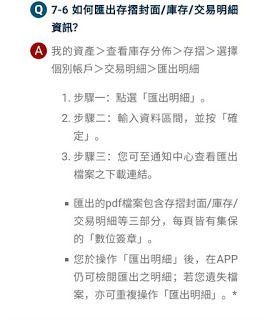 Q 7-6 如何匯出存摺封面/庫存/交易明細
資訊?
A 我的資產＞查看庫存分佈＞存摺＞選擇
個別帳戶＞交易明細＞匯出明細
1. 步驟一：點選「匯出明細」。
2. 步驟二：輸入資料區間，並按「確
定」。
3. 步驟三：您可至通知中心查看匯出
檔案之下載連結。
▪ 匯出的pdf檔案包含存摺封面/庫存/
交易明細等三部分，每頁皆有集保
的「數位簽章」。
▪ 您於操作「匯出明細」後，在APP
仍可檢閱匯出之明細；若您遺失檔
案，亦可重複操作「匯出明細」。*